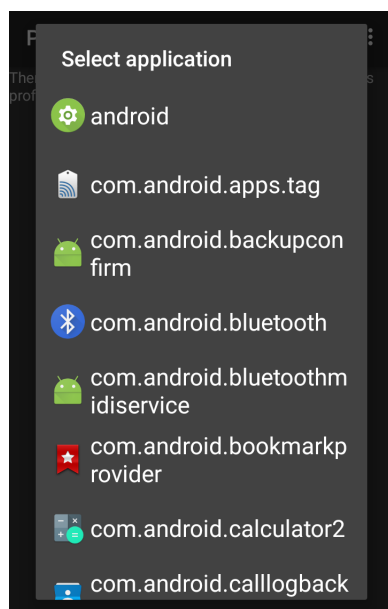 Select application
android
com.android.apps.tag
com.android.backupcon
firm
com.android.bluetooth
com.android.bluetoothm
idiservice
com.android.bookmarkp
rovider
com.android.calculator2
com.android.calllogback